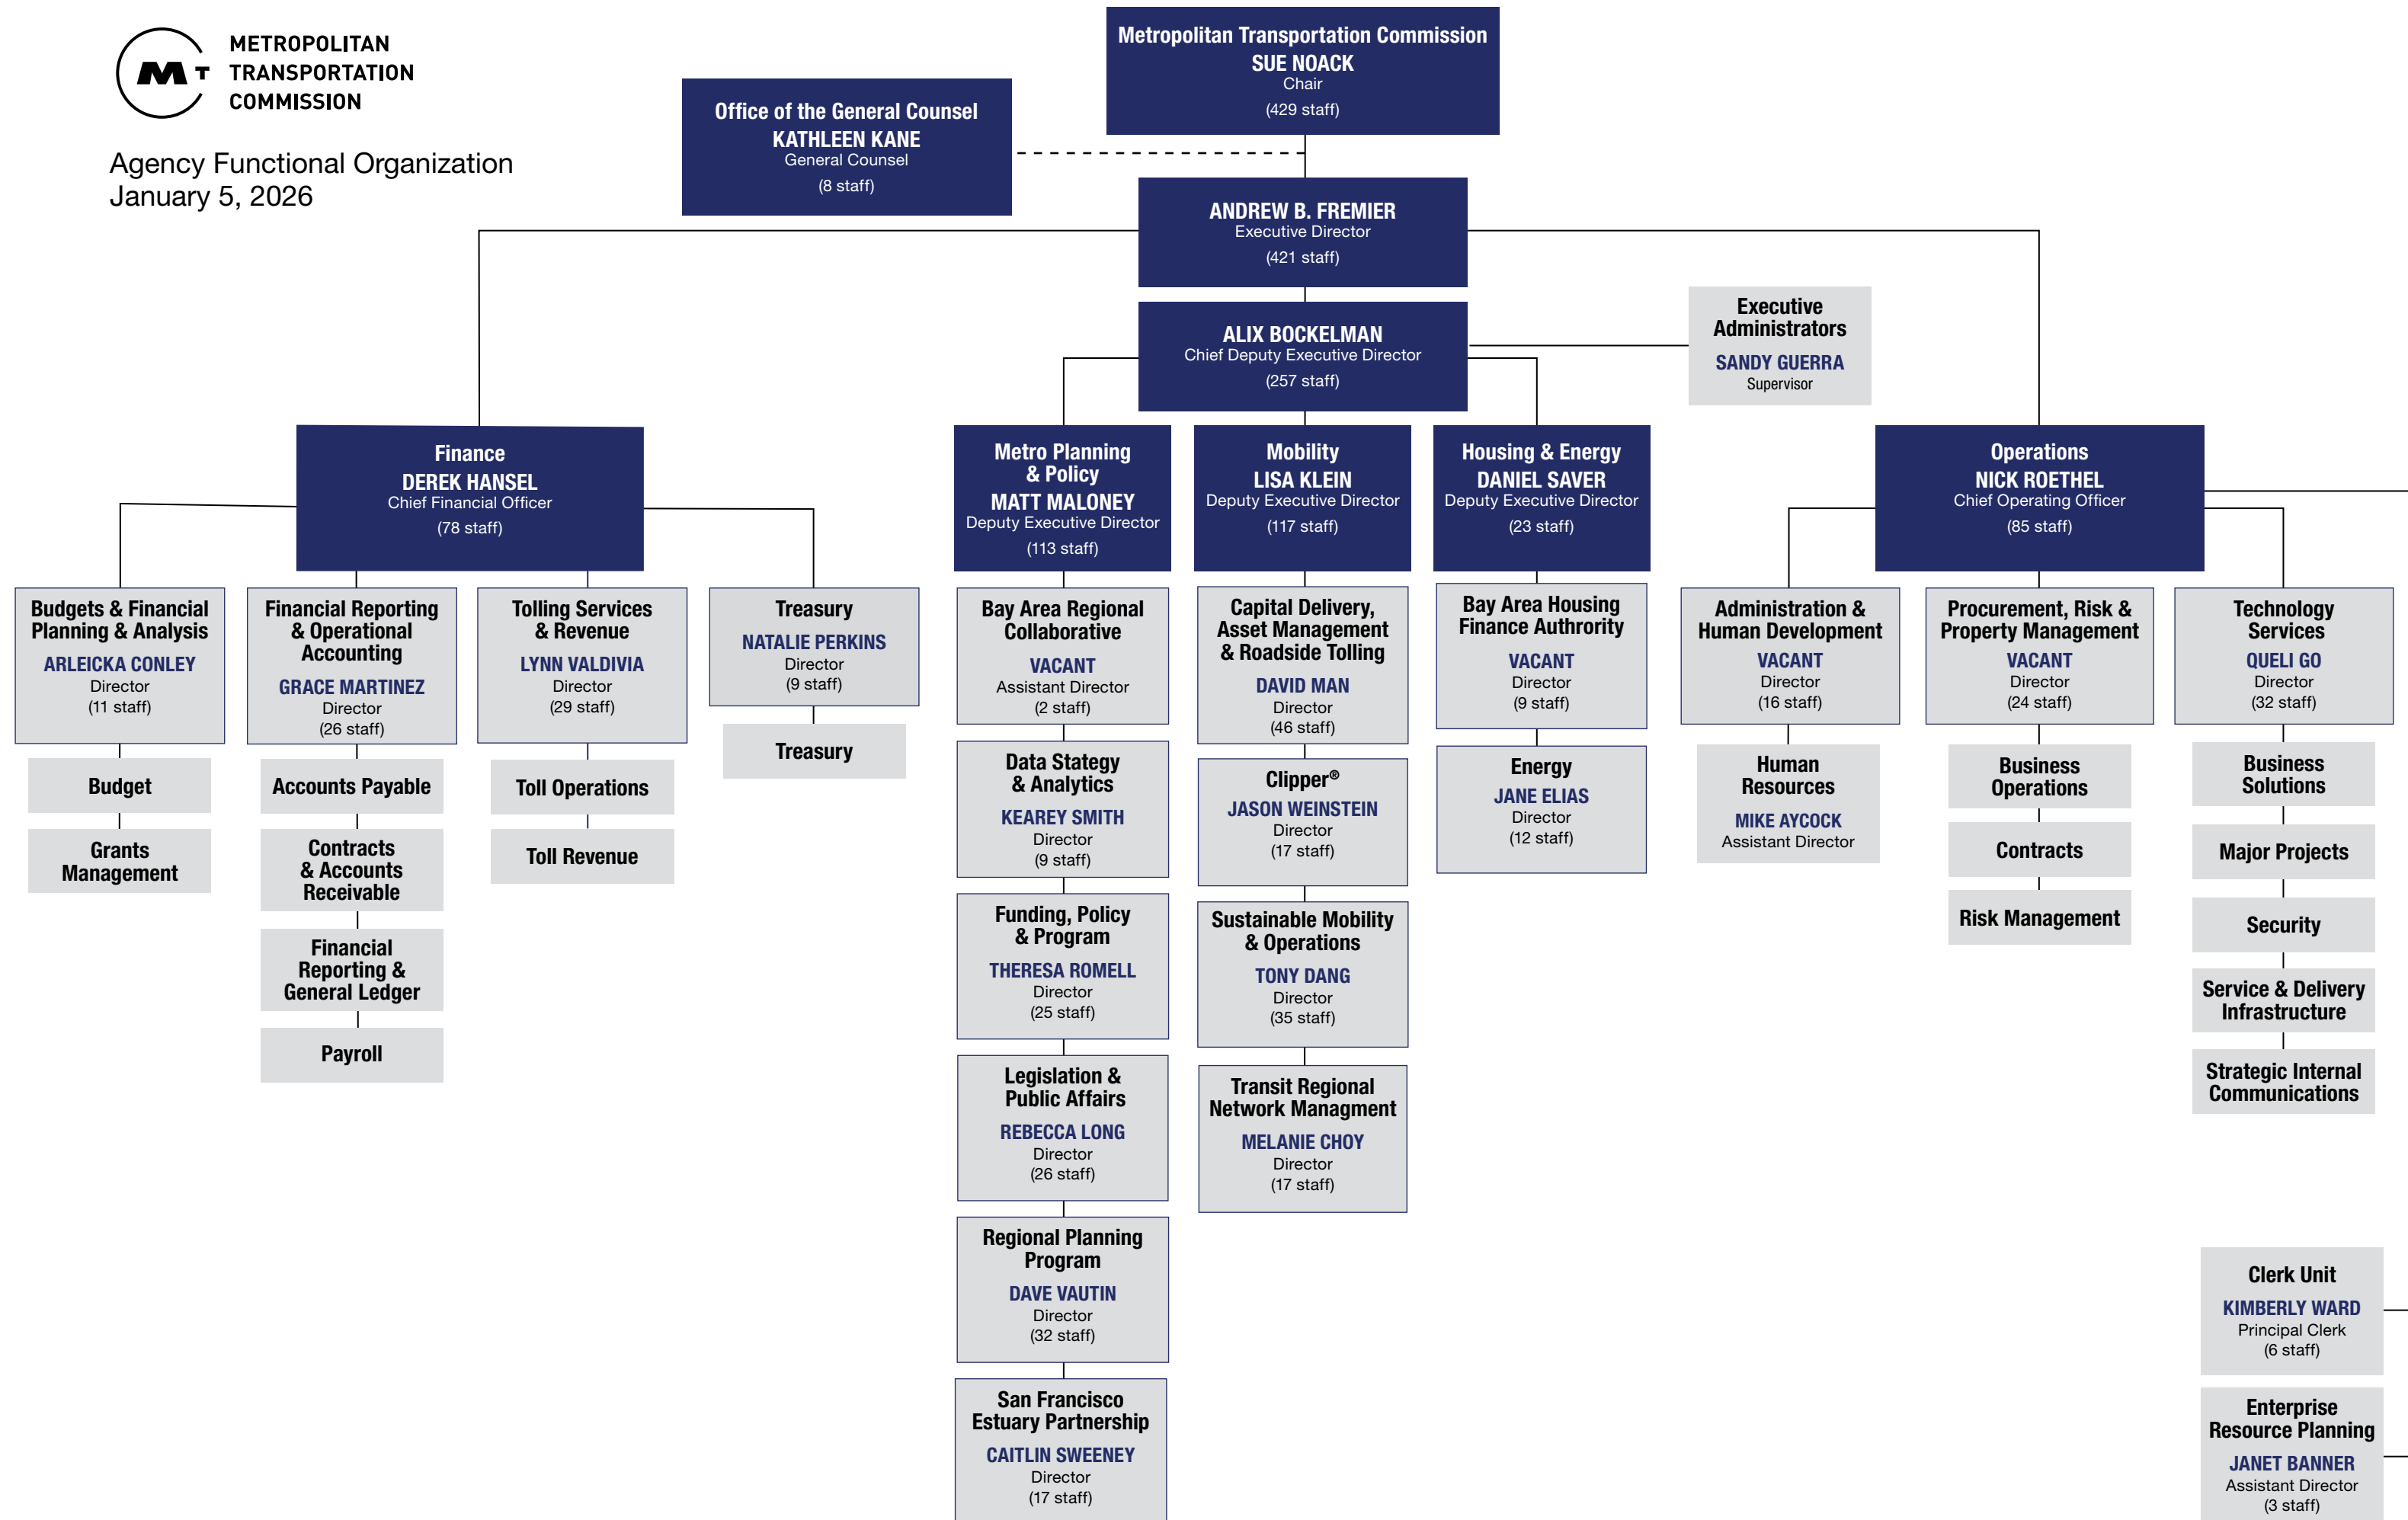 MT
METROPOLITAN
TRANSPORTATION
COMMISSION
Agency Functional Organization
January 5, 2026
Metropolitan Transportation Commission
SUE NOACK
Chair
(429 staff)
Office of the General Counsel
KATHLEEN KANE
General Counsel
(8 staff)
ANDREW B. FREMIER
Executive Director
(421 staff)
ALIX BOCKELMAN
Chief Deputy Executive Director
(257 staff)
Executive
Administrators
SANDY GUERRA
Supervisor
Finance
DEREK HANSEL
Chief Financial Officer
(78 staff)
Metro Planning
& Policy
MATT MALONEY
Deputy Executive Director
(113 staff)
Mobility
LISA KLEIN
Deputy Executive Director
(117 staff)
Housing & Energy
DANIEL SAVER
Deputy Executive Director
(23 staff)
Operations
NICK ROETHEL
Chief Operating Officer
(85 staff)
Budgets & Financial
Planning & Analysis
ARLEICKA CONLEY
Director
(11 staff)
Budget
Grants
Management
Financial Reporting
& Operational
Accounting
GRACE MARTINEZ
Director
(26 staff)
Accounts Payable
Contracts
& Accounts
Receivable
Financial
Reporting &
General Ledger
Payroll
Tolling Services
& Revenue
LYNN VALDIVIA
Director
(29 staff)
Toll Operations
Toll Revenue
Treasury
NATALIE PERKINS
Director
(9 staff)
Treasury
Bay Area Regional
Collaborative
VACANT
Assistant Director
(2 staff)
Data Stategy
& Analytics
KEAREY SMITH
Director
(9 staff)
Funding, Policy
& Program
THERESA ROMELL
Director
(25 staff)
Legislation &
Public Affairs
REBECCA LONG
Director
(26 staff)
Regional Planning
Program
DAVE VAUTIN
Director
(32 staff)
San Francisco
Estuary Partnership
CAITLIN SWEENEY
Director
(17 staff)
Capital Delivery,
Asset Management
& Roadside Tolling
DAVID MAN
Director
(46 staff)
Clipper®
JASON WEINSTEIN
Director
(17 staff)
Sustainable Mobility
& Operations
TONY DANG
Director
(35 staff)
Transit Regional
Network Managment
MELANIE CHOY
Director
(17 staff)
Bay Area Housing
Finance Authrority
VACANT
Director
(9 staff)
Energy
JANE ELIAS
Director
(12 staff)
Administration &
Human Development
VACANT
Director
(16 staff)
Human
Resources
MIKE AYCOCK
Assistant Director
Procurement, Risk &
Property Management
VACANT
Director
(24 staff)
Business
Operations
Contracts
Risk Management
Technology
Services
QUELI GO
Director
(32 staff)
Business
Solutions
Major Projects
Security
Service & Delivery
Infrastructure
Strategic Internal
Communications
Clerk Unit
KIMBERLY WARD
Principal Clerk
(6 staff)
Enterprise
Resource Planning
JANET BANNER
Assistant Director
(3 staff)